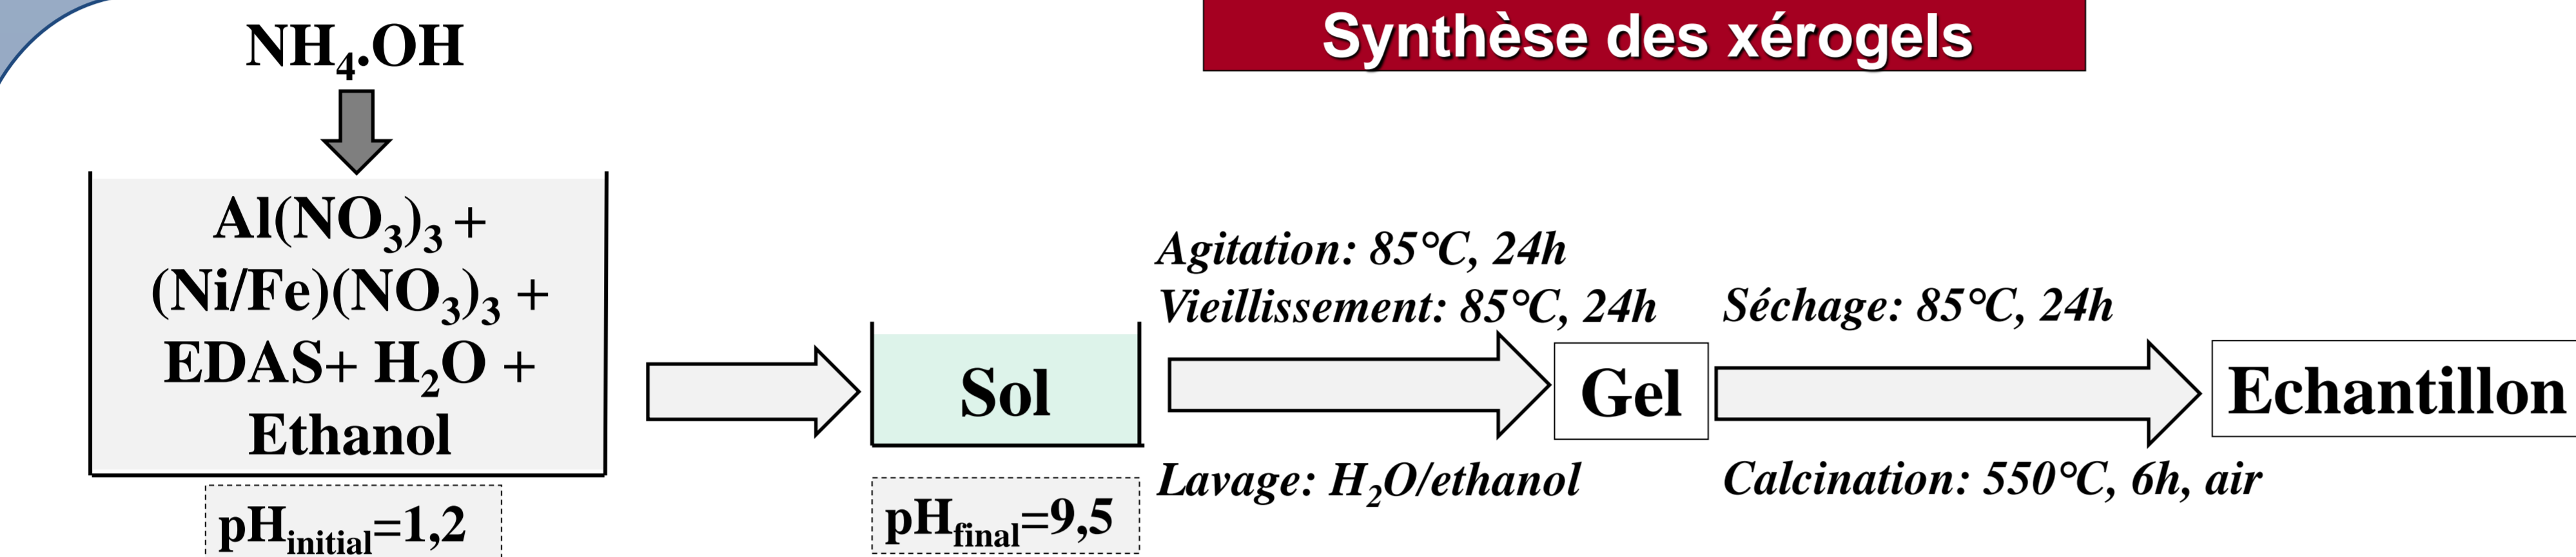 Synthèse des xérogels
NH₄.OH
Al(NO₃)₃ +
(Ni/Fe)(NO₃)₃ +
EDAS+ H₂O +
Ethanol
pHinitial=1,2
Sol
pHfinal=9,5
Agitation: 85°C, 24h
Vieillissement: 85°C, 24h
Lavage: H₂O/ethanol
Gel
Séchage: 85°C, 24h
Calcination: 550°C, 6h, air
Echantillon